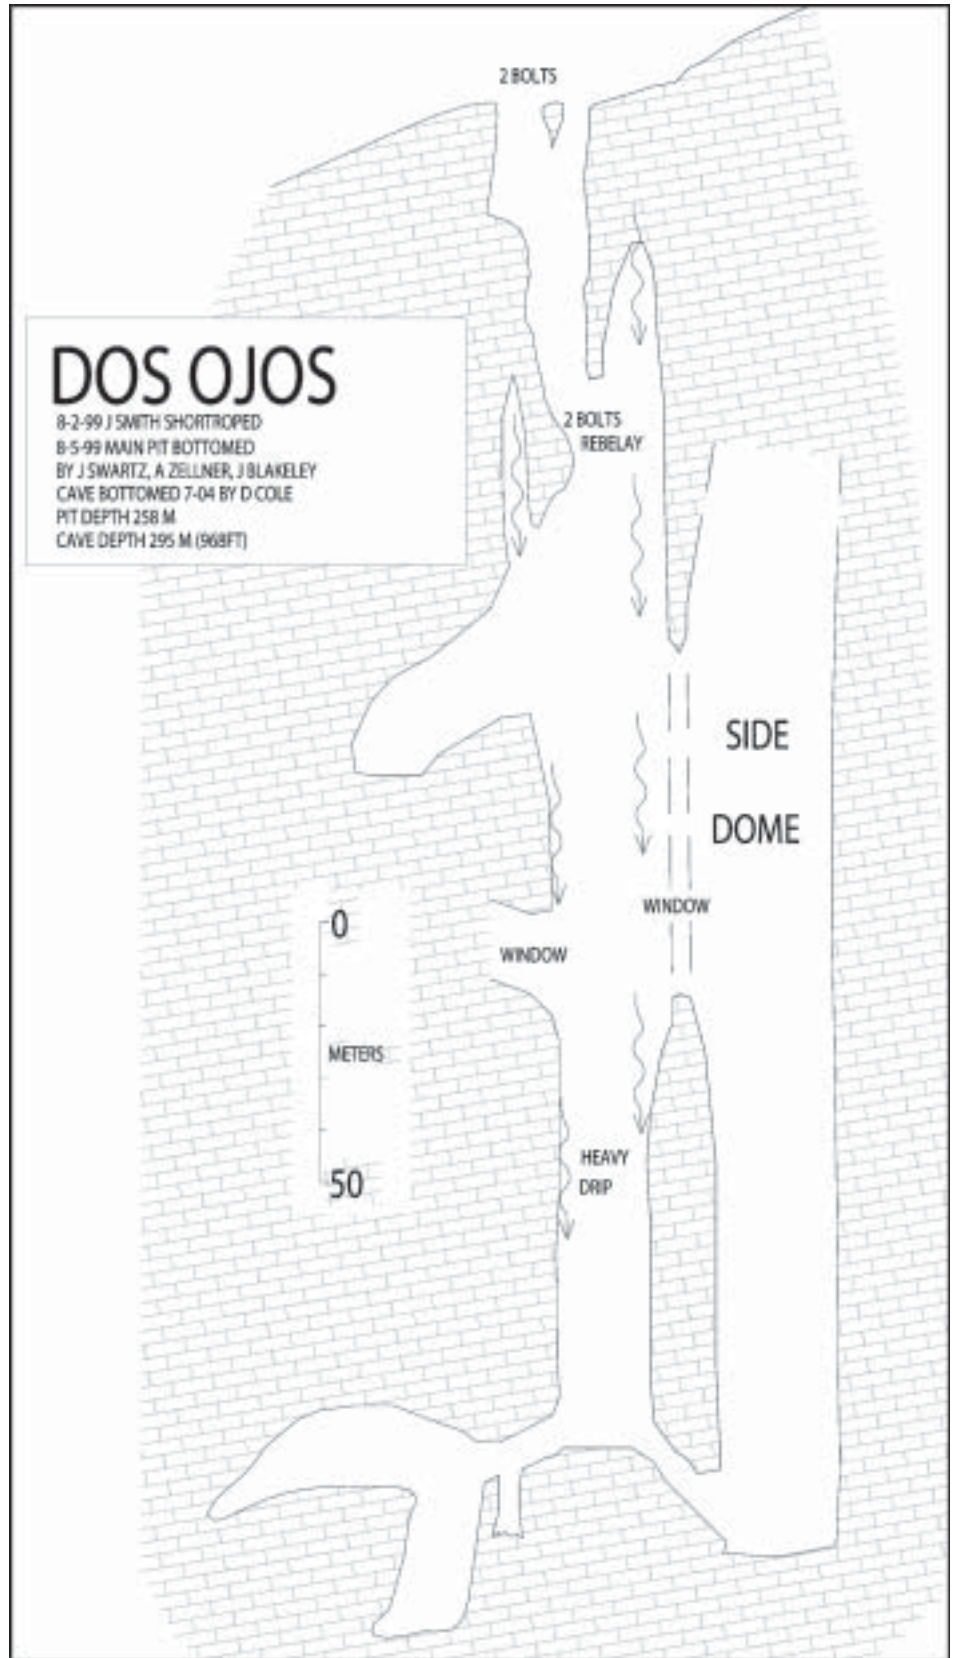 2 BOLTS
DOS OJOS
8-2-99 J SMITH SHORTROPED
8-5-99 MAIN PIT BOTTOMED
BY J SWARTZ, A ZELLNER, J BLAKELEY
CAVE BOTTOMED 7-04 BY D COLE
PIT DEPTH 258 M
CAVE DEPTH 295 M (968FT)
2 BOLTS
REBELAY
SIDE
DOME
WINDOW
WINDOW
0
METERS
50
HEAVY
DRIP